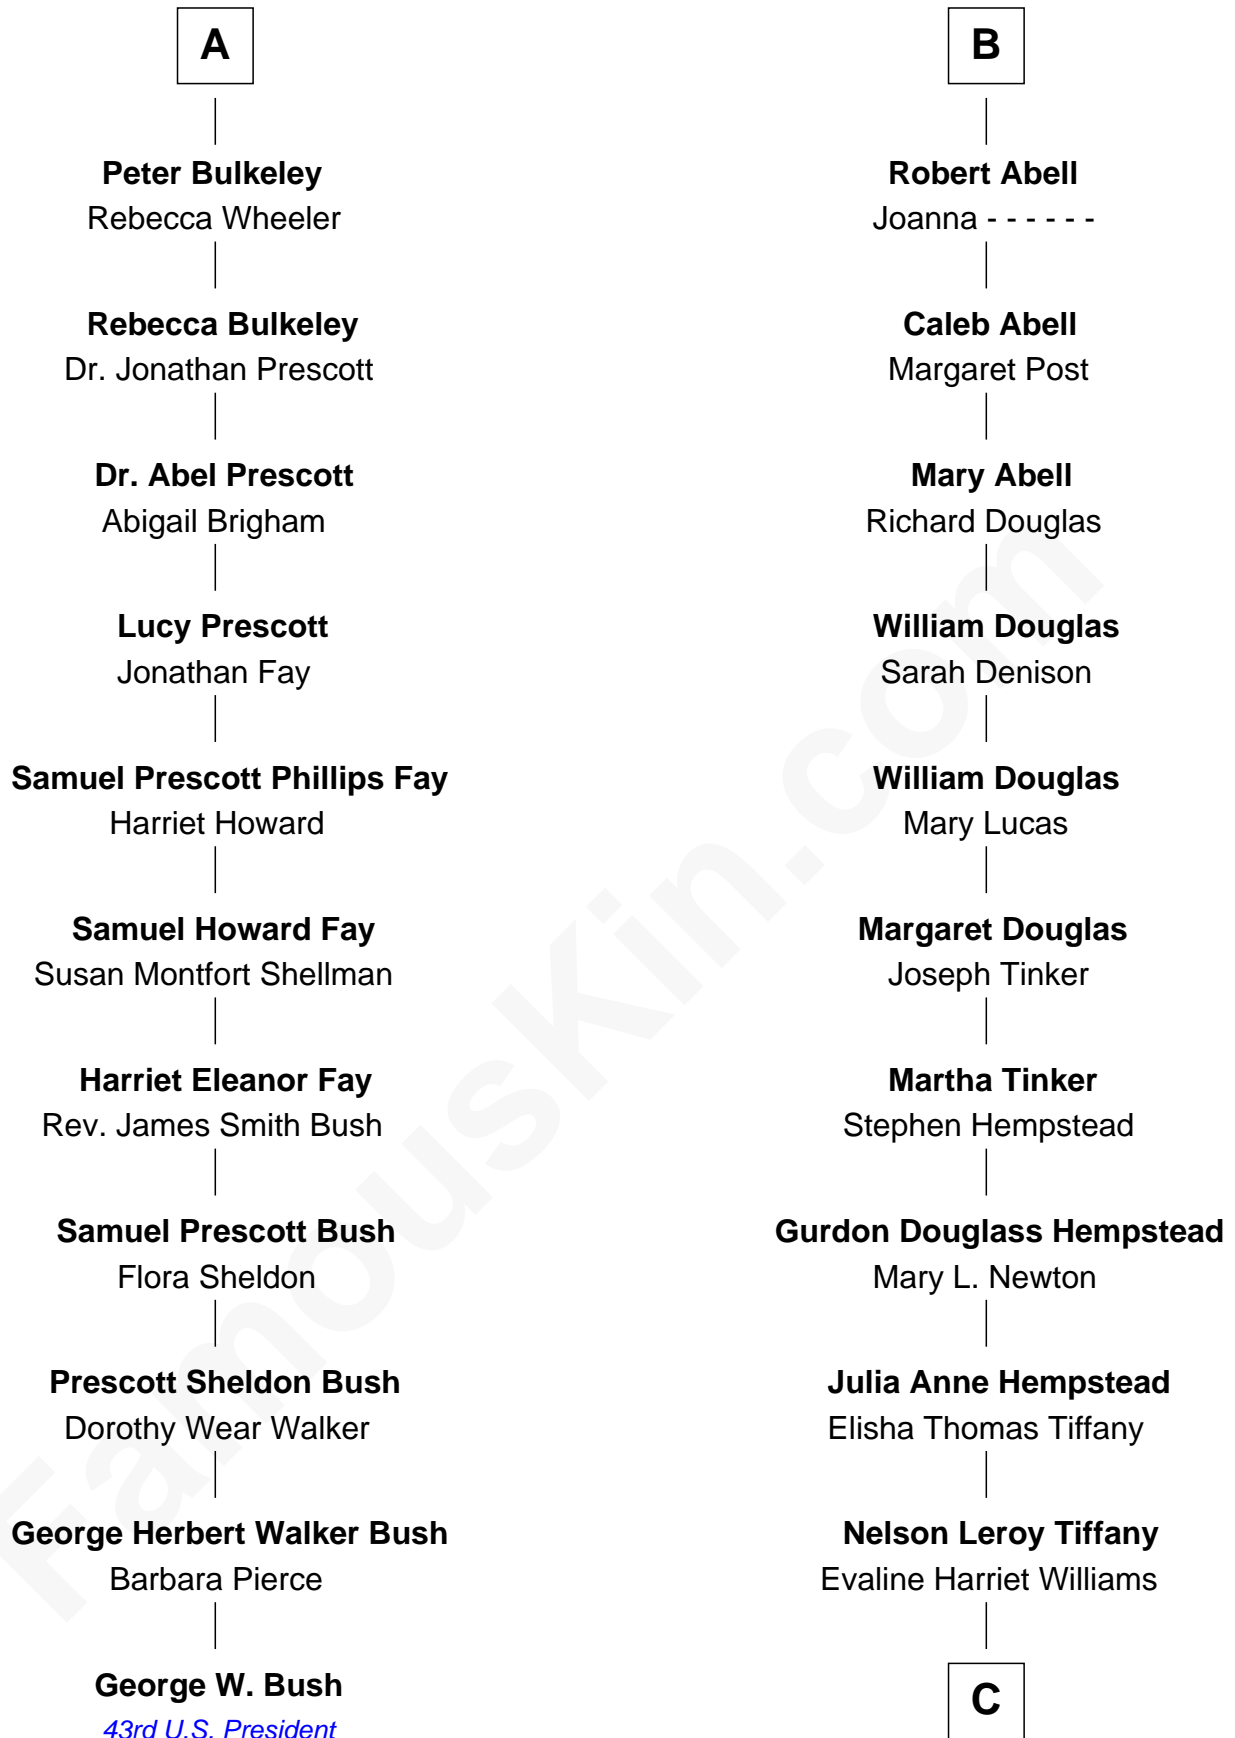 A
Peter Bulkeley
Rebecca Wheeler
Rebecca Bulkeley
Dr. Jonathan Prescott
Dr. Abel Prescott
Abigail Brigham
Lucy Prescott
Jonathan Fay
Samuel Prescott Phillips Fay
Harriet Howard
Samuel Howard Fay
Susan Montfort Shellman
Harriet Eleanor Fay
Rev. James Smith Bush
Samuel Prescott Bush
Flora Sheldon
Prescott Sheldon Bush
Dorothy Wear Walker
George Herbert Walker Bush
Barbara Pierce
George W. Bush
43rd U.S. President
B
Robert Abell
Joanna - - - - - -
Caleb Abell
Margaret Post
Mary Abell
Richard Douglas
William Douglas
Sarah Denison
William Douglas
Mary Lucas
Margaret Douglas
Joseph Tinker
Martha Tinker
Stephen Hempstead
Gurdon Douglass Hempstead
Mary L. Newton
Julia Anne Hempstead
Elisha Thomas Tiffany
Nelson Leroy Tiffany
Evaline Harriet Williams
C
FamousKin.com